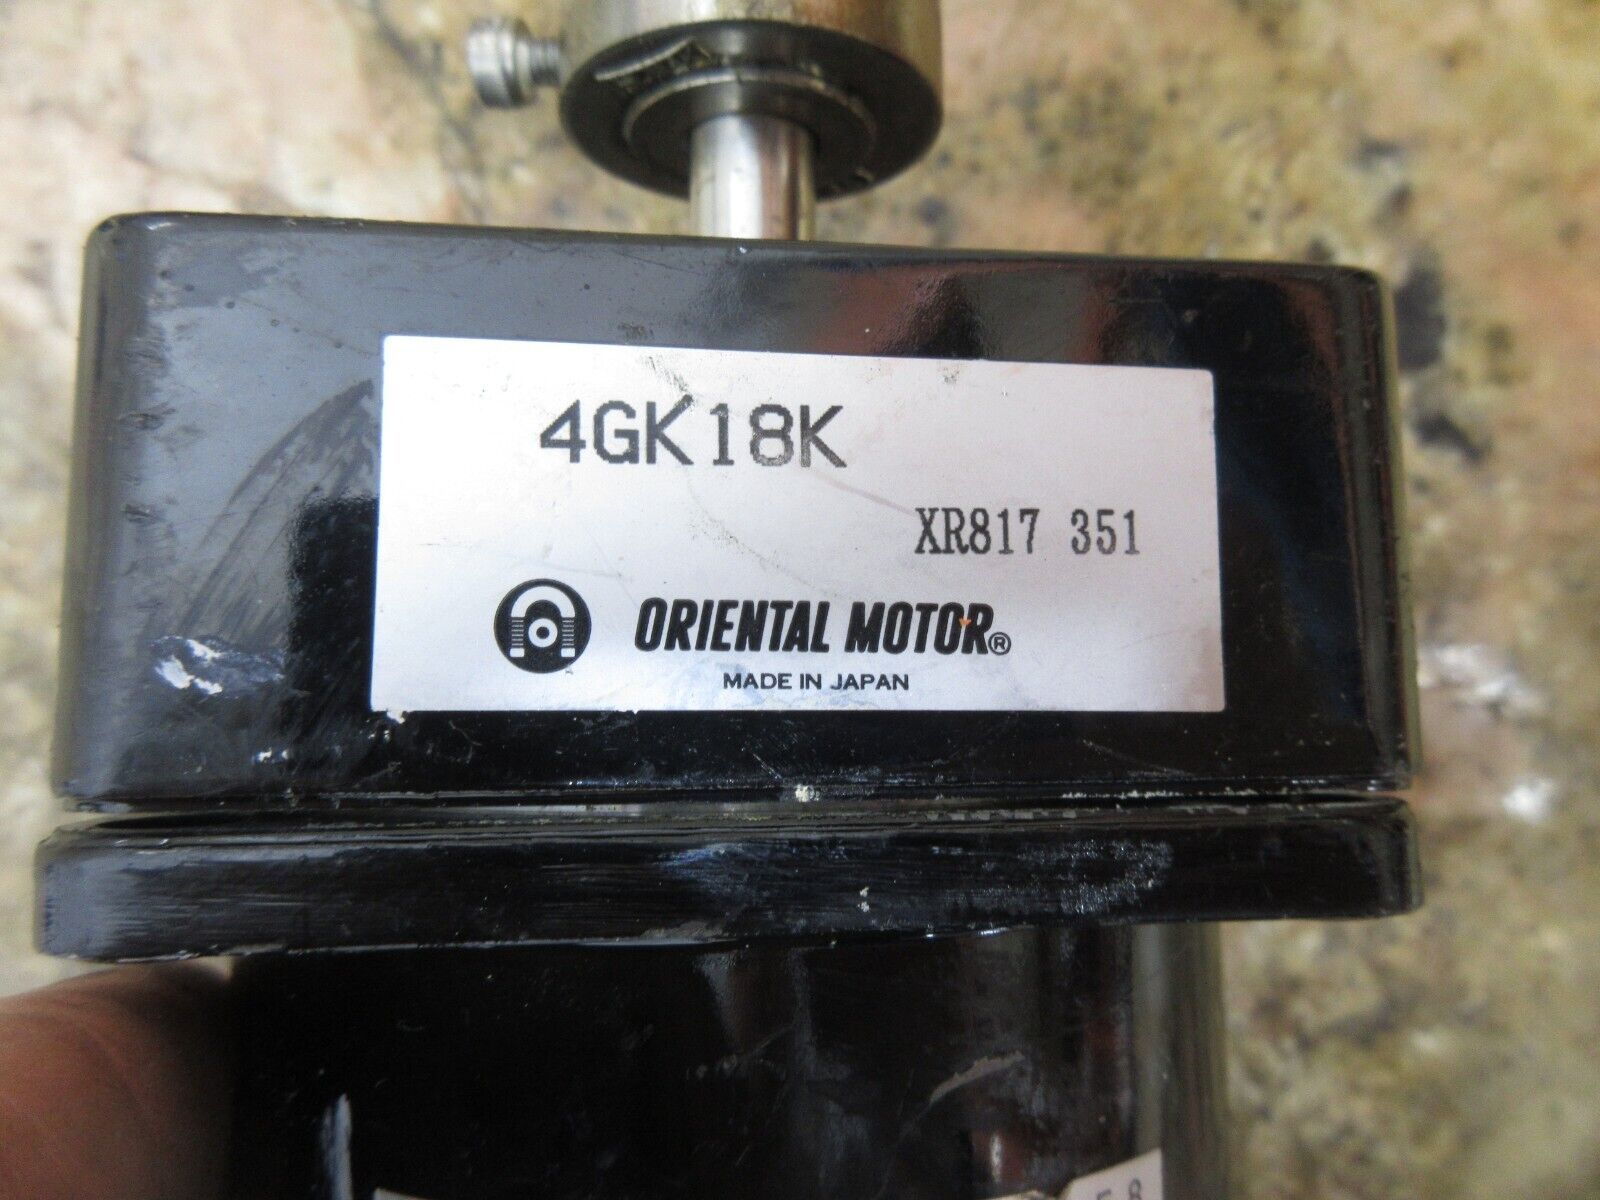 4GK18K
XR817 351
ORIENTAL MOTOR®
MADE IN JAPAN